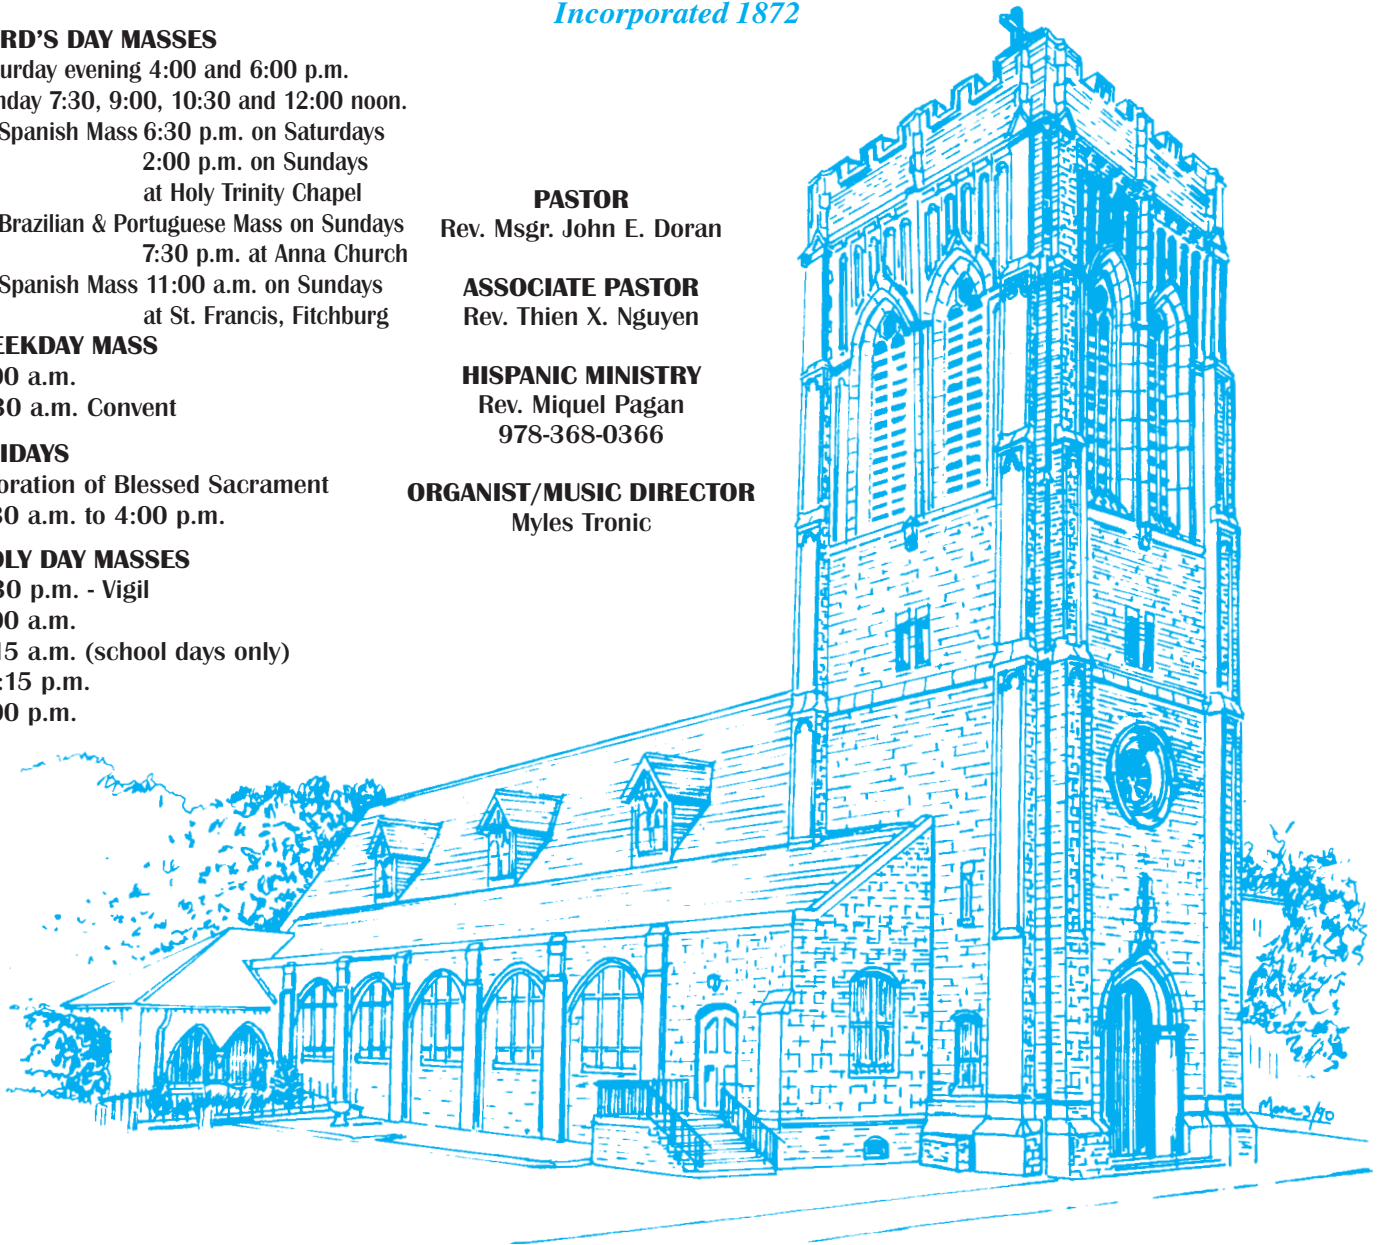 Incorporated 1872
RD'S DAY MASSES
urday evening 4:00 and 6:00 p.m.
nday 7:30, 9:00, 10:30 and 12:00 noon.
Spanish Mass 6:30 p.m. on Saturdays
2:00 p.m. on Sundays
at Holy Trinity Chapel
Brazilian & Portuguese Mass on Sundays
7:30 p.m. at Anna Church
Spanish Mass 11:00 a.m. on Sundays
at St. Francis, Fitchburg
EEKDAY MASS
00 a.m.
30 a.m. Convent
IDAYS
oration of Blessed Sacrament
30 a.m. to 4:00 p.m.
OLY DAY MASSES
30 p.m. - Vigil
00 a.m.
15 a.m. (school days only)
:15 p.m.
00 p.m.
PASTOR
Rev. Msgr. John E. Doran
ASSOCIATE PASTOR
Rev. Thien X. Nguyen
HISPANIC MINISTRY
Rev. Miquel Pagan
978-368-0366
ORGANIST/MUSIC DIRECTOR
Myles Tronic